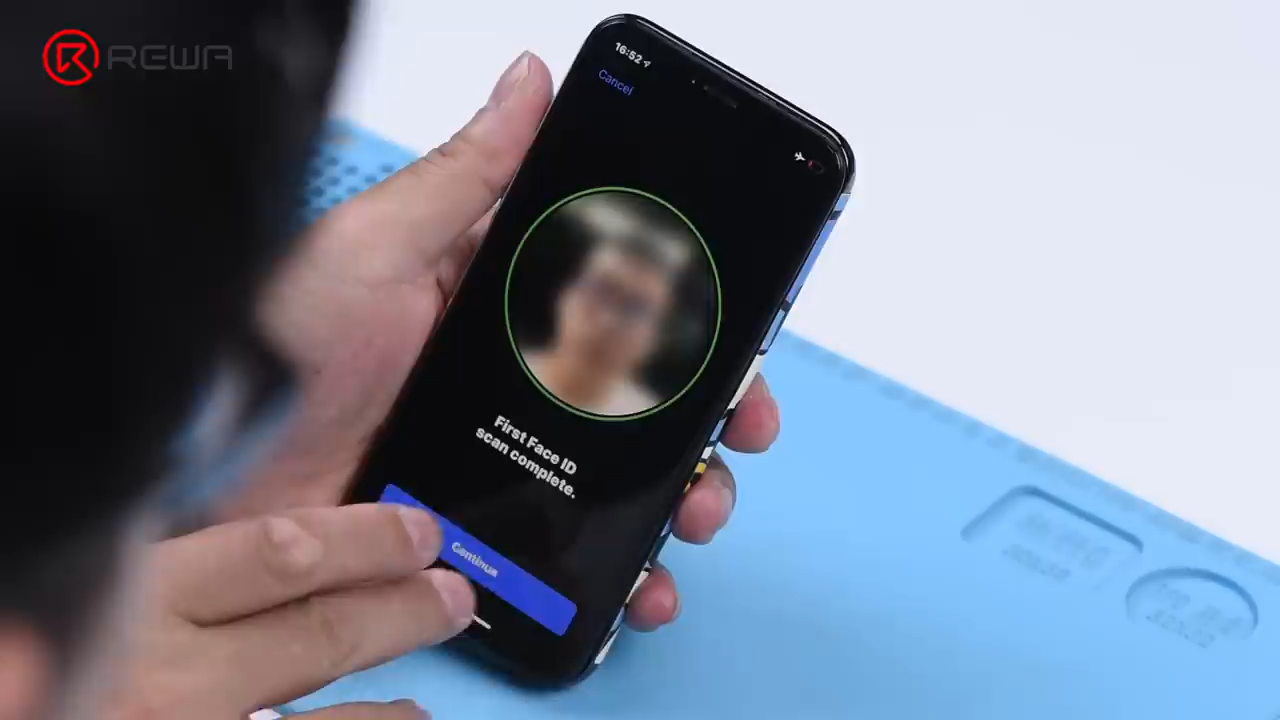 REWA
16:52
Cancel
First Face ID
scan complete.
Continue